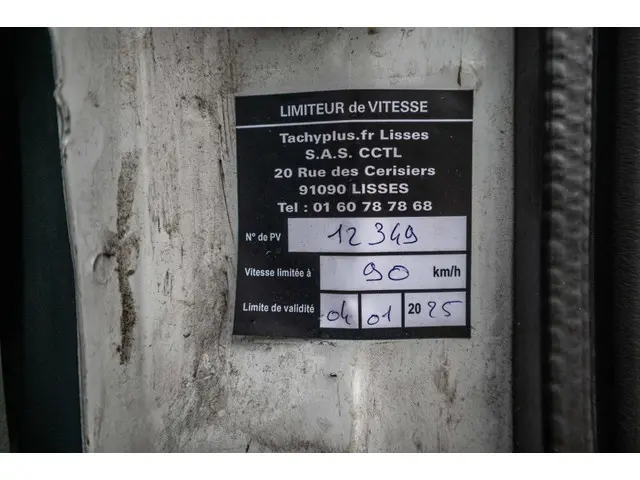 LIMITEUR de VITESSE
Tachyplus.fr Lisses
S.A.S. CCTL
20 Rue des Cerisiers
91090 LISSES
Tel : 01 60 78 78 68
N° de PV 12349
Vitesse limitée à 90 km/h
Limite de validité 04 01 2025